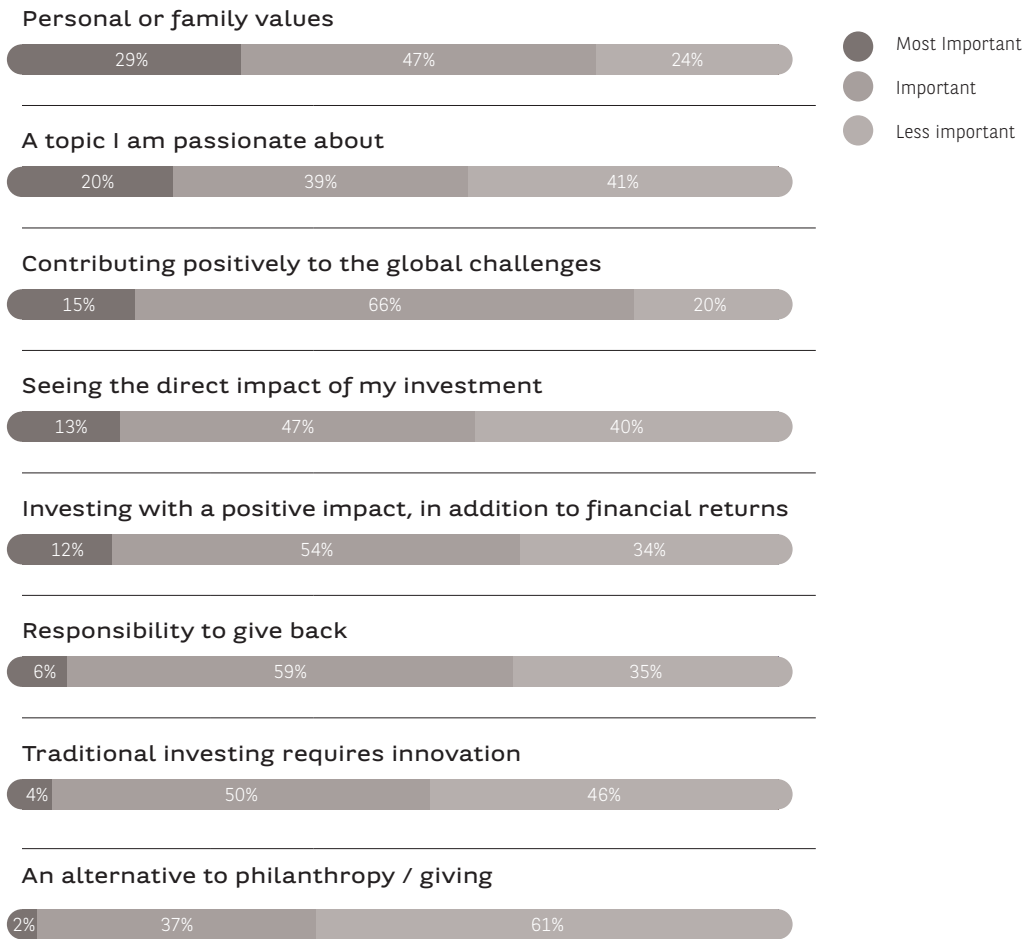 Personal or family values
29% 47% 24%
Most Important
Important
Less important
A topic I am passionate about
20% 39% 41%
Contributing positively to the global challenges
15% 66% 20%
Seeing the direct impact of my investment
13% 47% 40%
Investing with a positive impact, in addition to financial returns
12% 54% 34%
Responsibility to give back
6% 59% 35%
Traditional investing requires innovation
4% 50% 46%
An alternative to philanthropy / giving
2% 37% 61%